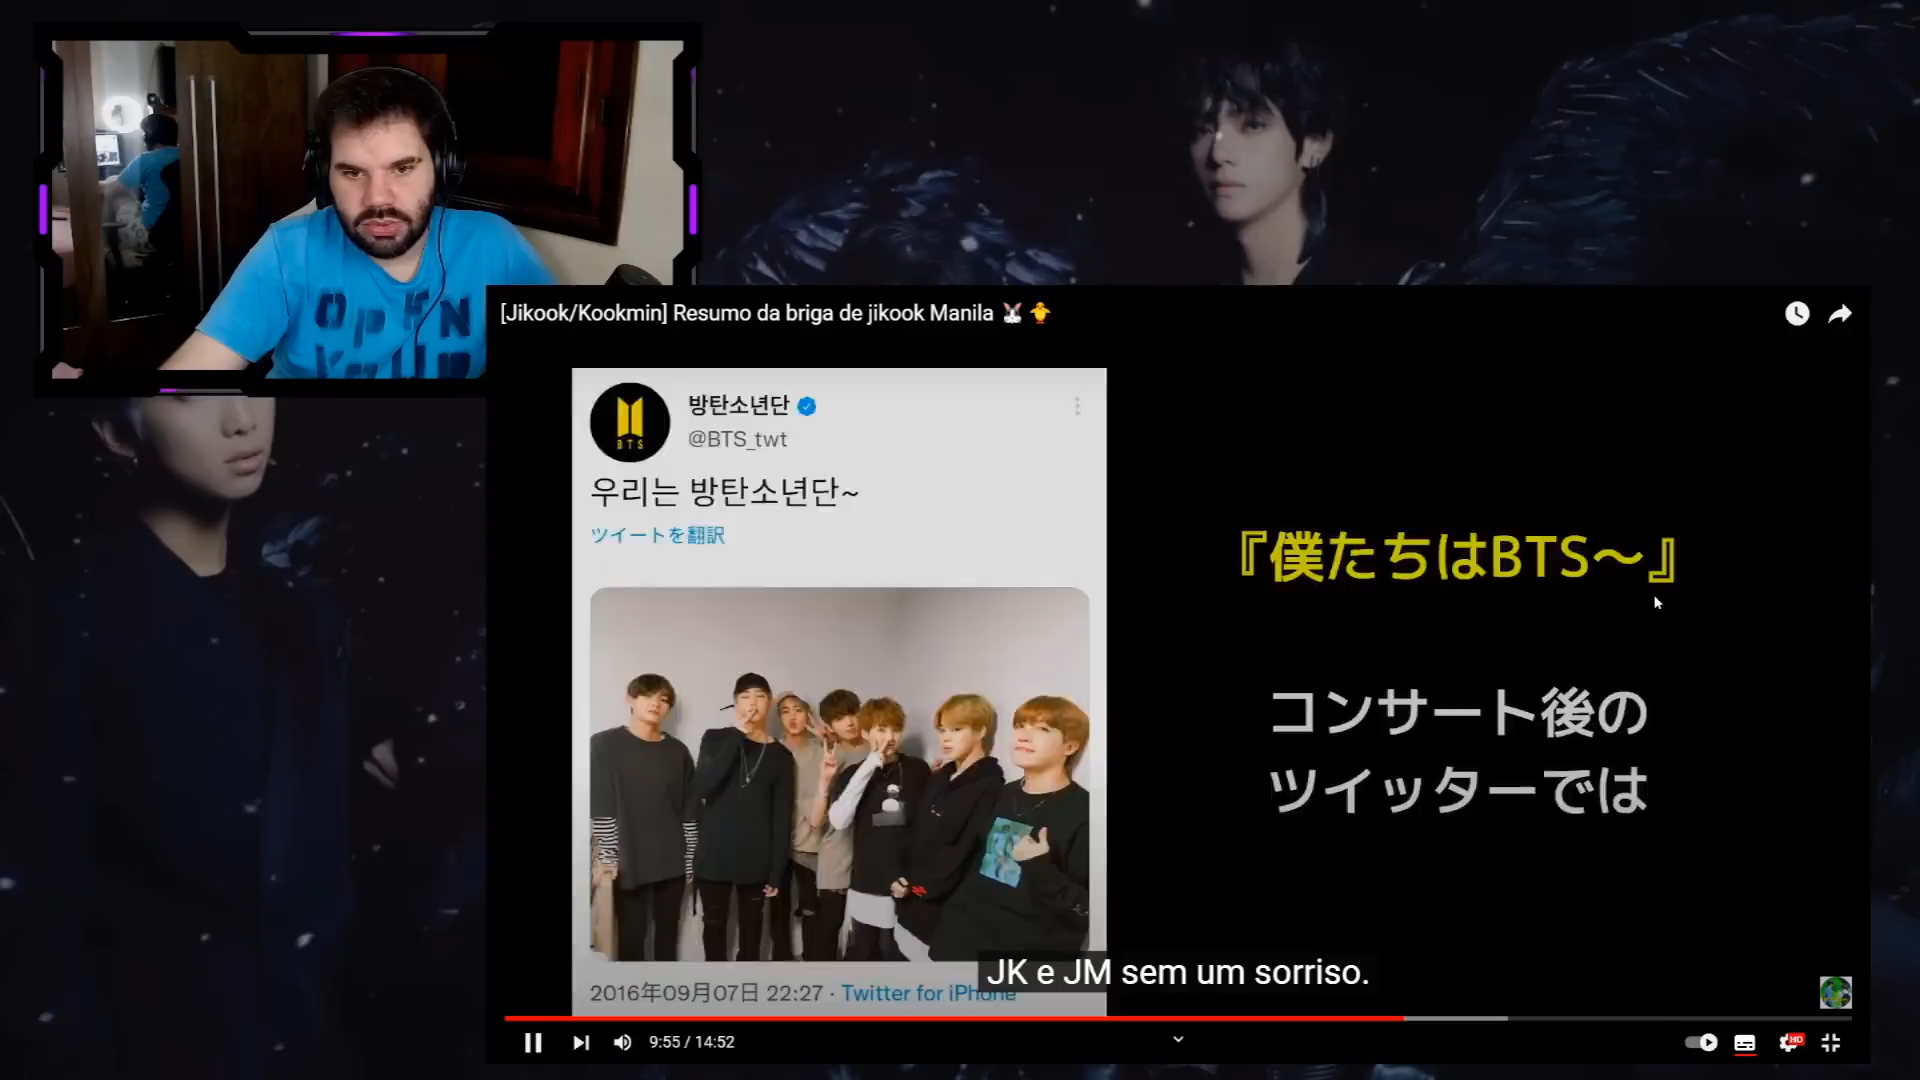 OPEN
[Jikook/Kookmin] Resumo da briga de jikook Manila
BTS
방탄소년단
@BTS_twt
우리는 방탄소년단~
ツイートを翻訳
2016年09月07日 22:27 · Twitter for iPhone
『僕たちはBTS～』
コンサート後の
ツイッターでは
JK e JM sem um sorriso.
9:55 / 14:52
HD